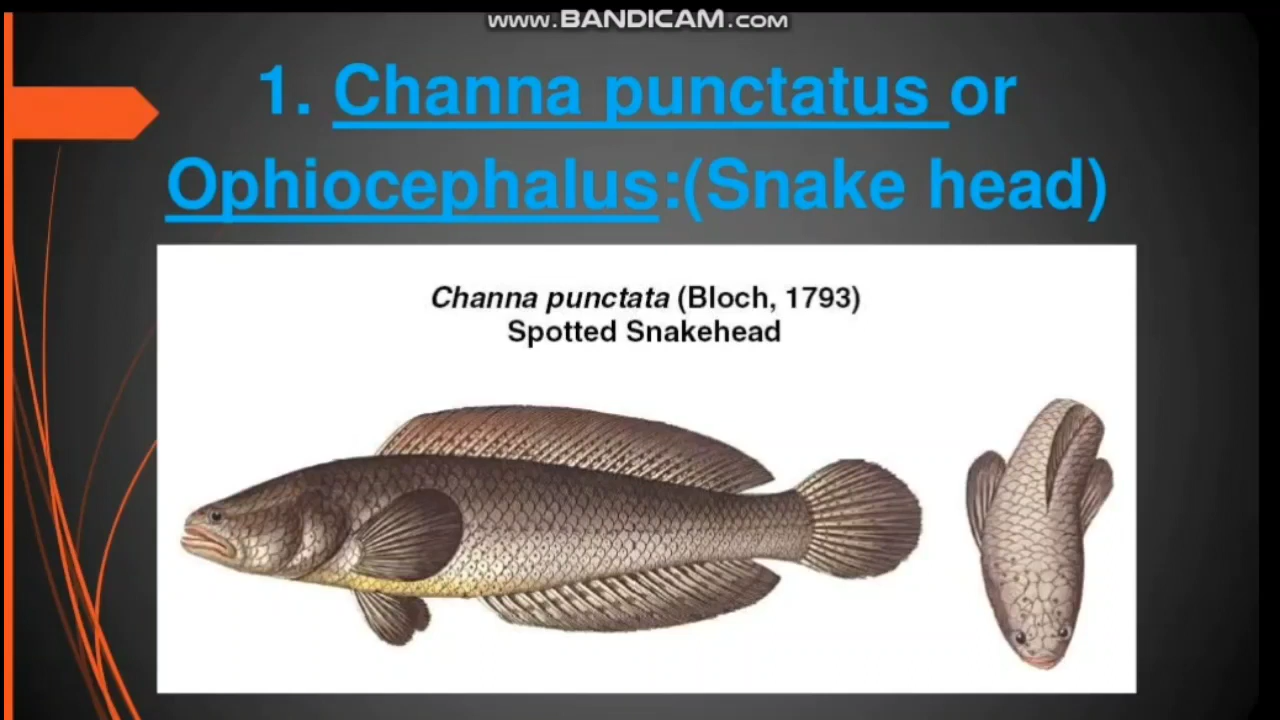 www.BANDICAM.com
1. Channa punctatus or
Ophiocephalus:(Snake head)
Channa punctata (Bloch, 1793)
Spotted Snakehead